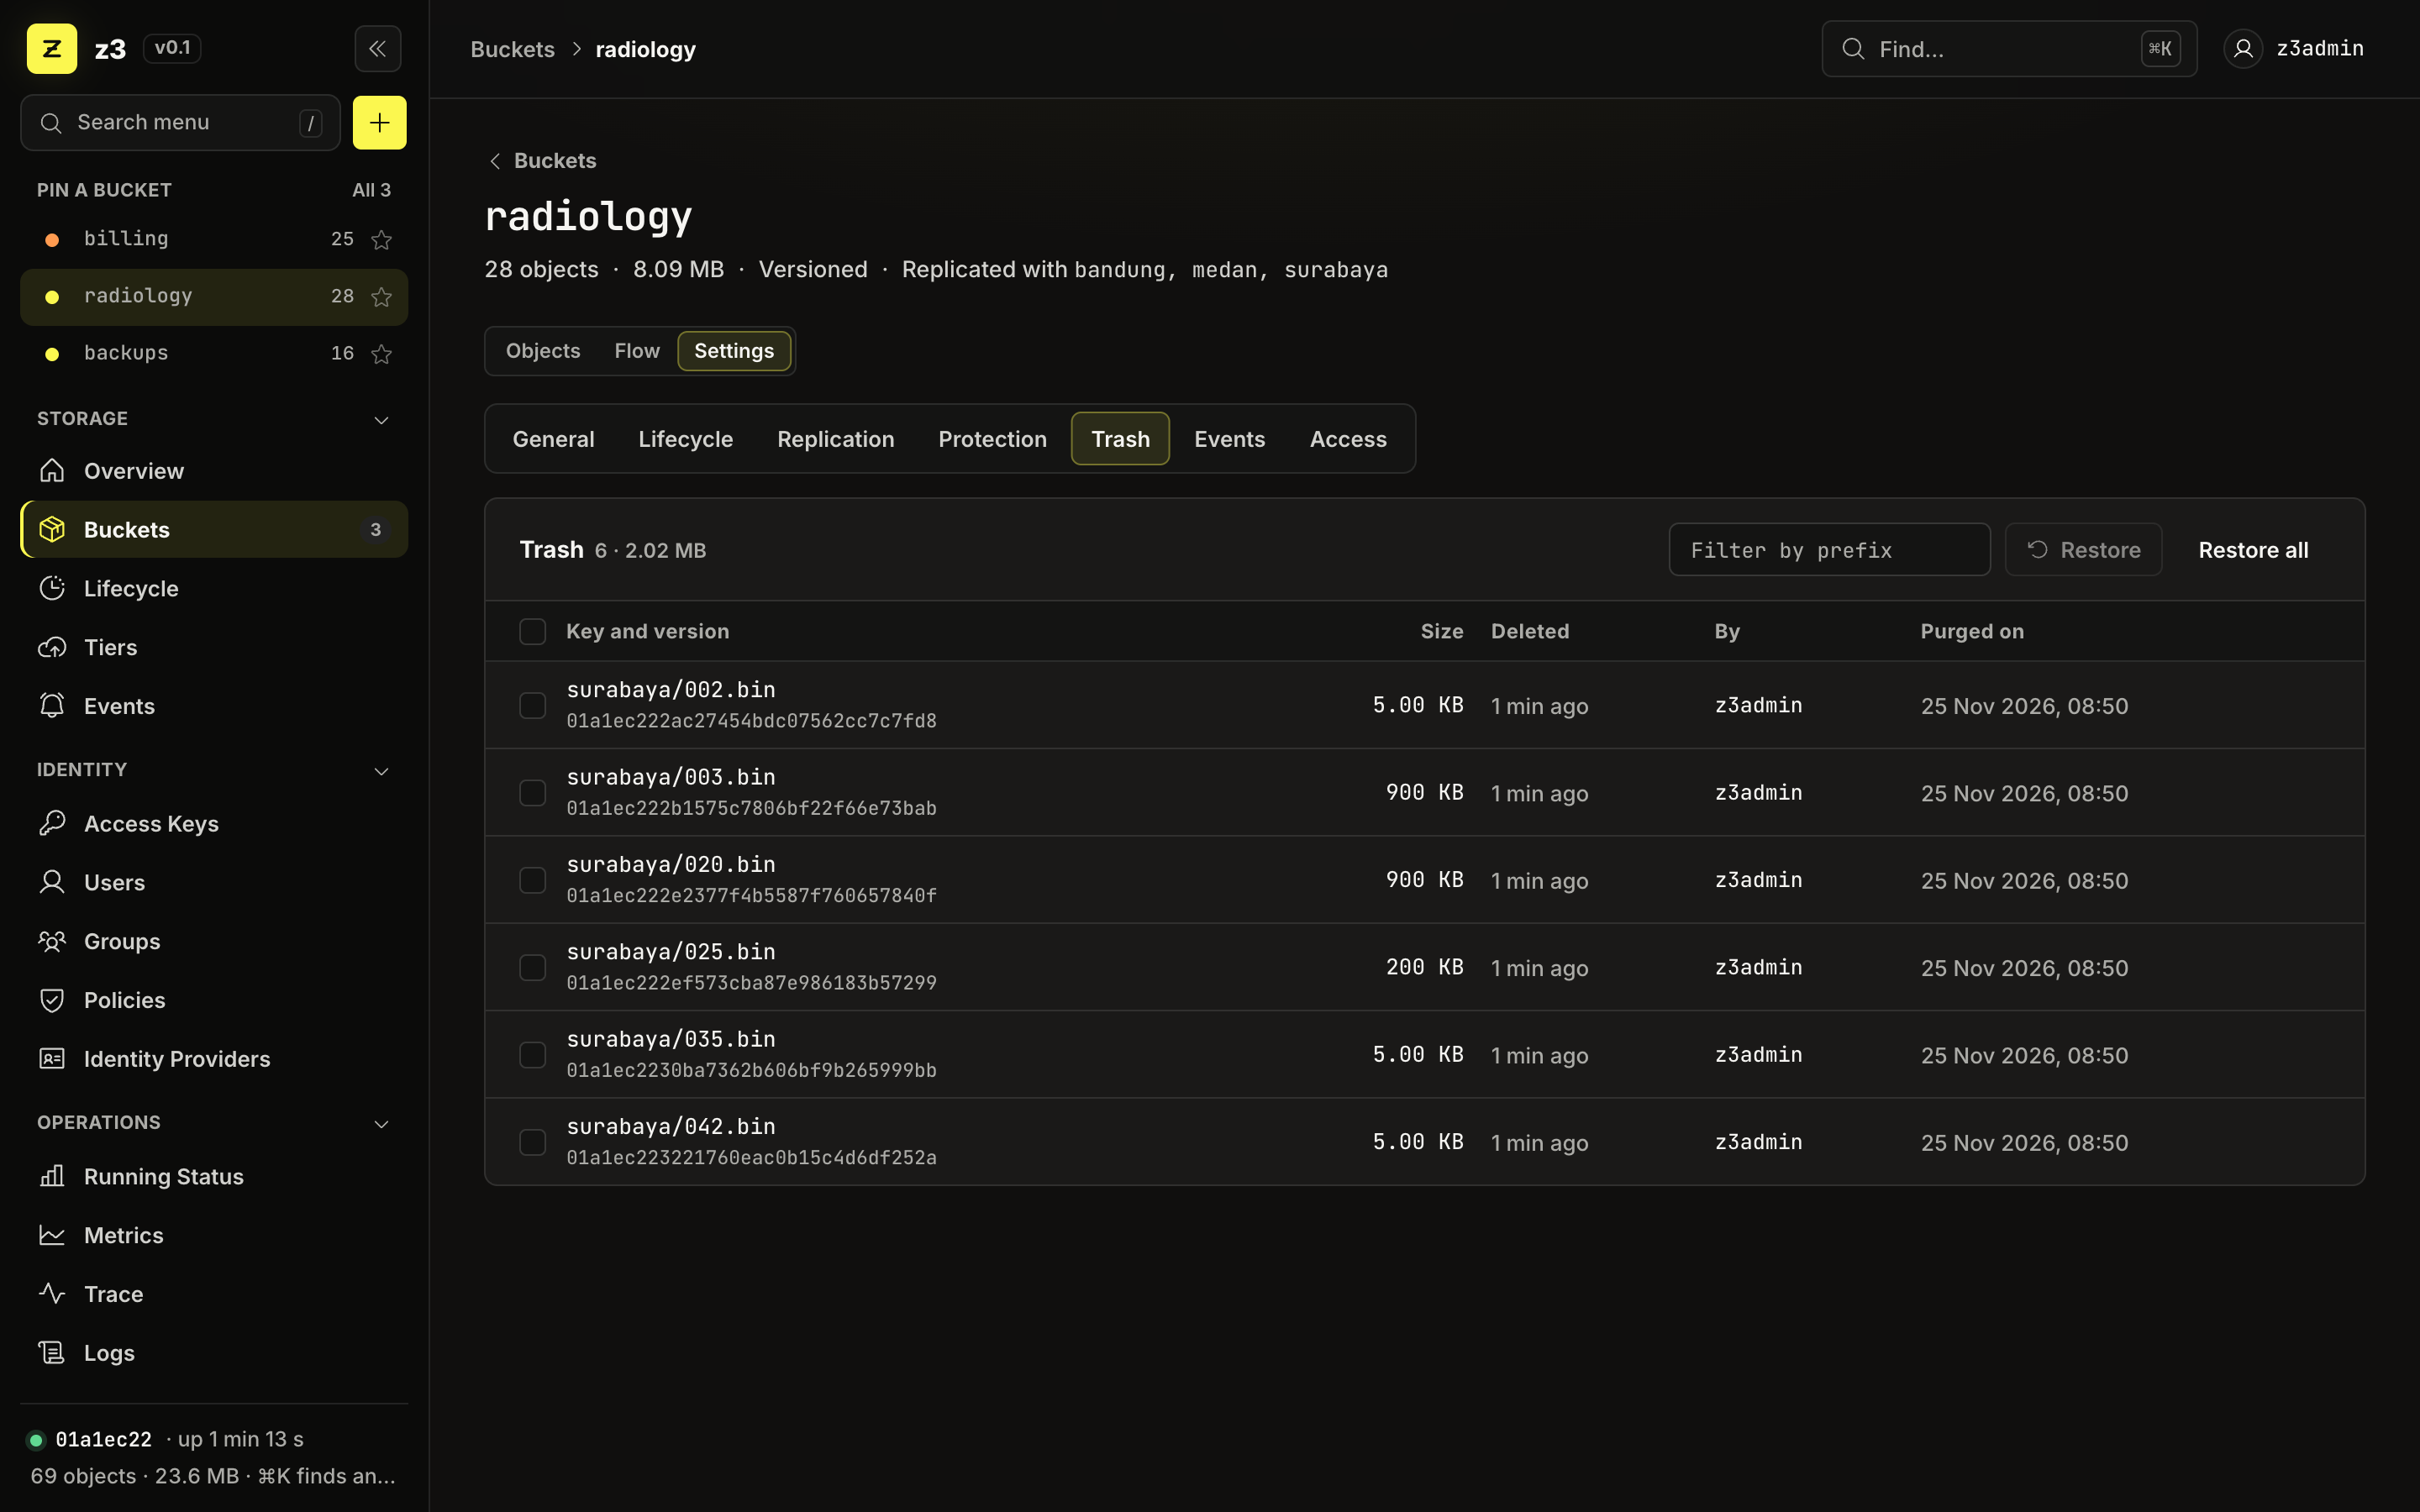 z3 v0.1
Search menu /
PIN A BUCKET All 3
billing 25
radiology 28
backups 16
STORAGE
Overview
Buckets 3
Lifecycle
Tiers
Events
IDENTITY
Access Keys
Users
Groups
Policies
Identity Providers
OPERATIONS
Running Status
Metrics
Trace
Logs
01a1ec22 · up 1 min 13 s
69 objects · 23.6 MB · ⌘K finds an...
Buckets > radiology
Find... ⌘K
z3admin
Buckets
radiology
28 objects · 8.09 MB · Versioned · Replicated with bandung, medan, surabaya
Objects Flow Settings
General Lifecycle Replication Protection Trash Events Access
Trash 6 · 2.02 MB
Filter by prefix Restore Restore all
Key and version Size Deleted By Purged on
surabaya/002.bin
01a1ec222ac27454bdc07562cc7c7fd8
5.00 KB 1 min ago z3admin 25 Nov 2026, 08:50
surabaya/003.bin
01a1ec222b1575c7806bf22f66e73bab
900 KB 1 min ago z3admin 25 Nov 2026, 08:50
surabaya/020.bin
01a1ec222e2377f4b5587f760657840f
900 KB 1 min ago z3admin 25 Nov 2026, 08:50
surabaya/025.bin
01a1ec222ef573cba87e986183b57299
200 KB 1 min ago z3admin 25 Nov 2026, 08:50
surabaya/035.bin
01a1ec2230ba7362b606bf9b265999bb
5.00 KB 1 min ago z3admin 25 Nov 2026, 08:50
surabaya/042.bin
01a1ec223221760eac0b15c4d6df252a
5.00 KB 1 min ago z3admin 25 Nov 2026, 08:50